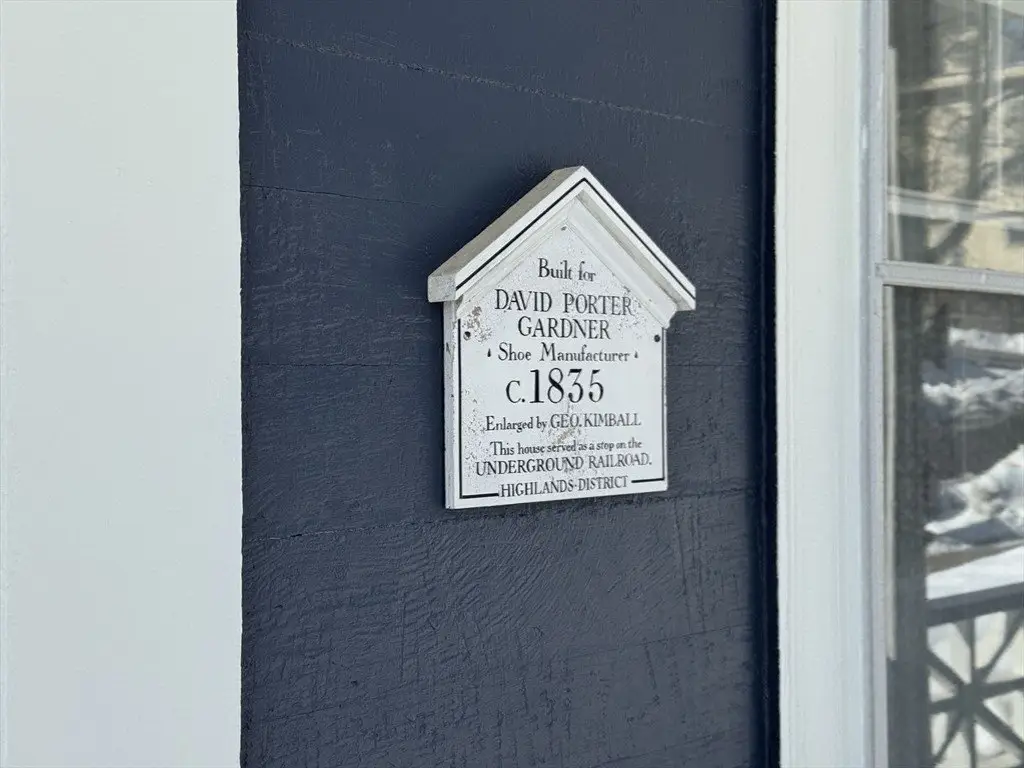 Built for
DAVID PORTER
GARDNER
Shoe Manufacturer
c.1835
Enlarged by GEO. KIMBALL
This house served as a stop on the
UNDERGROUND RAILROAD.
HIGHLANDS·DISTRICT